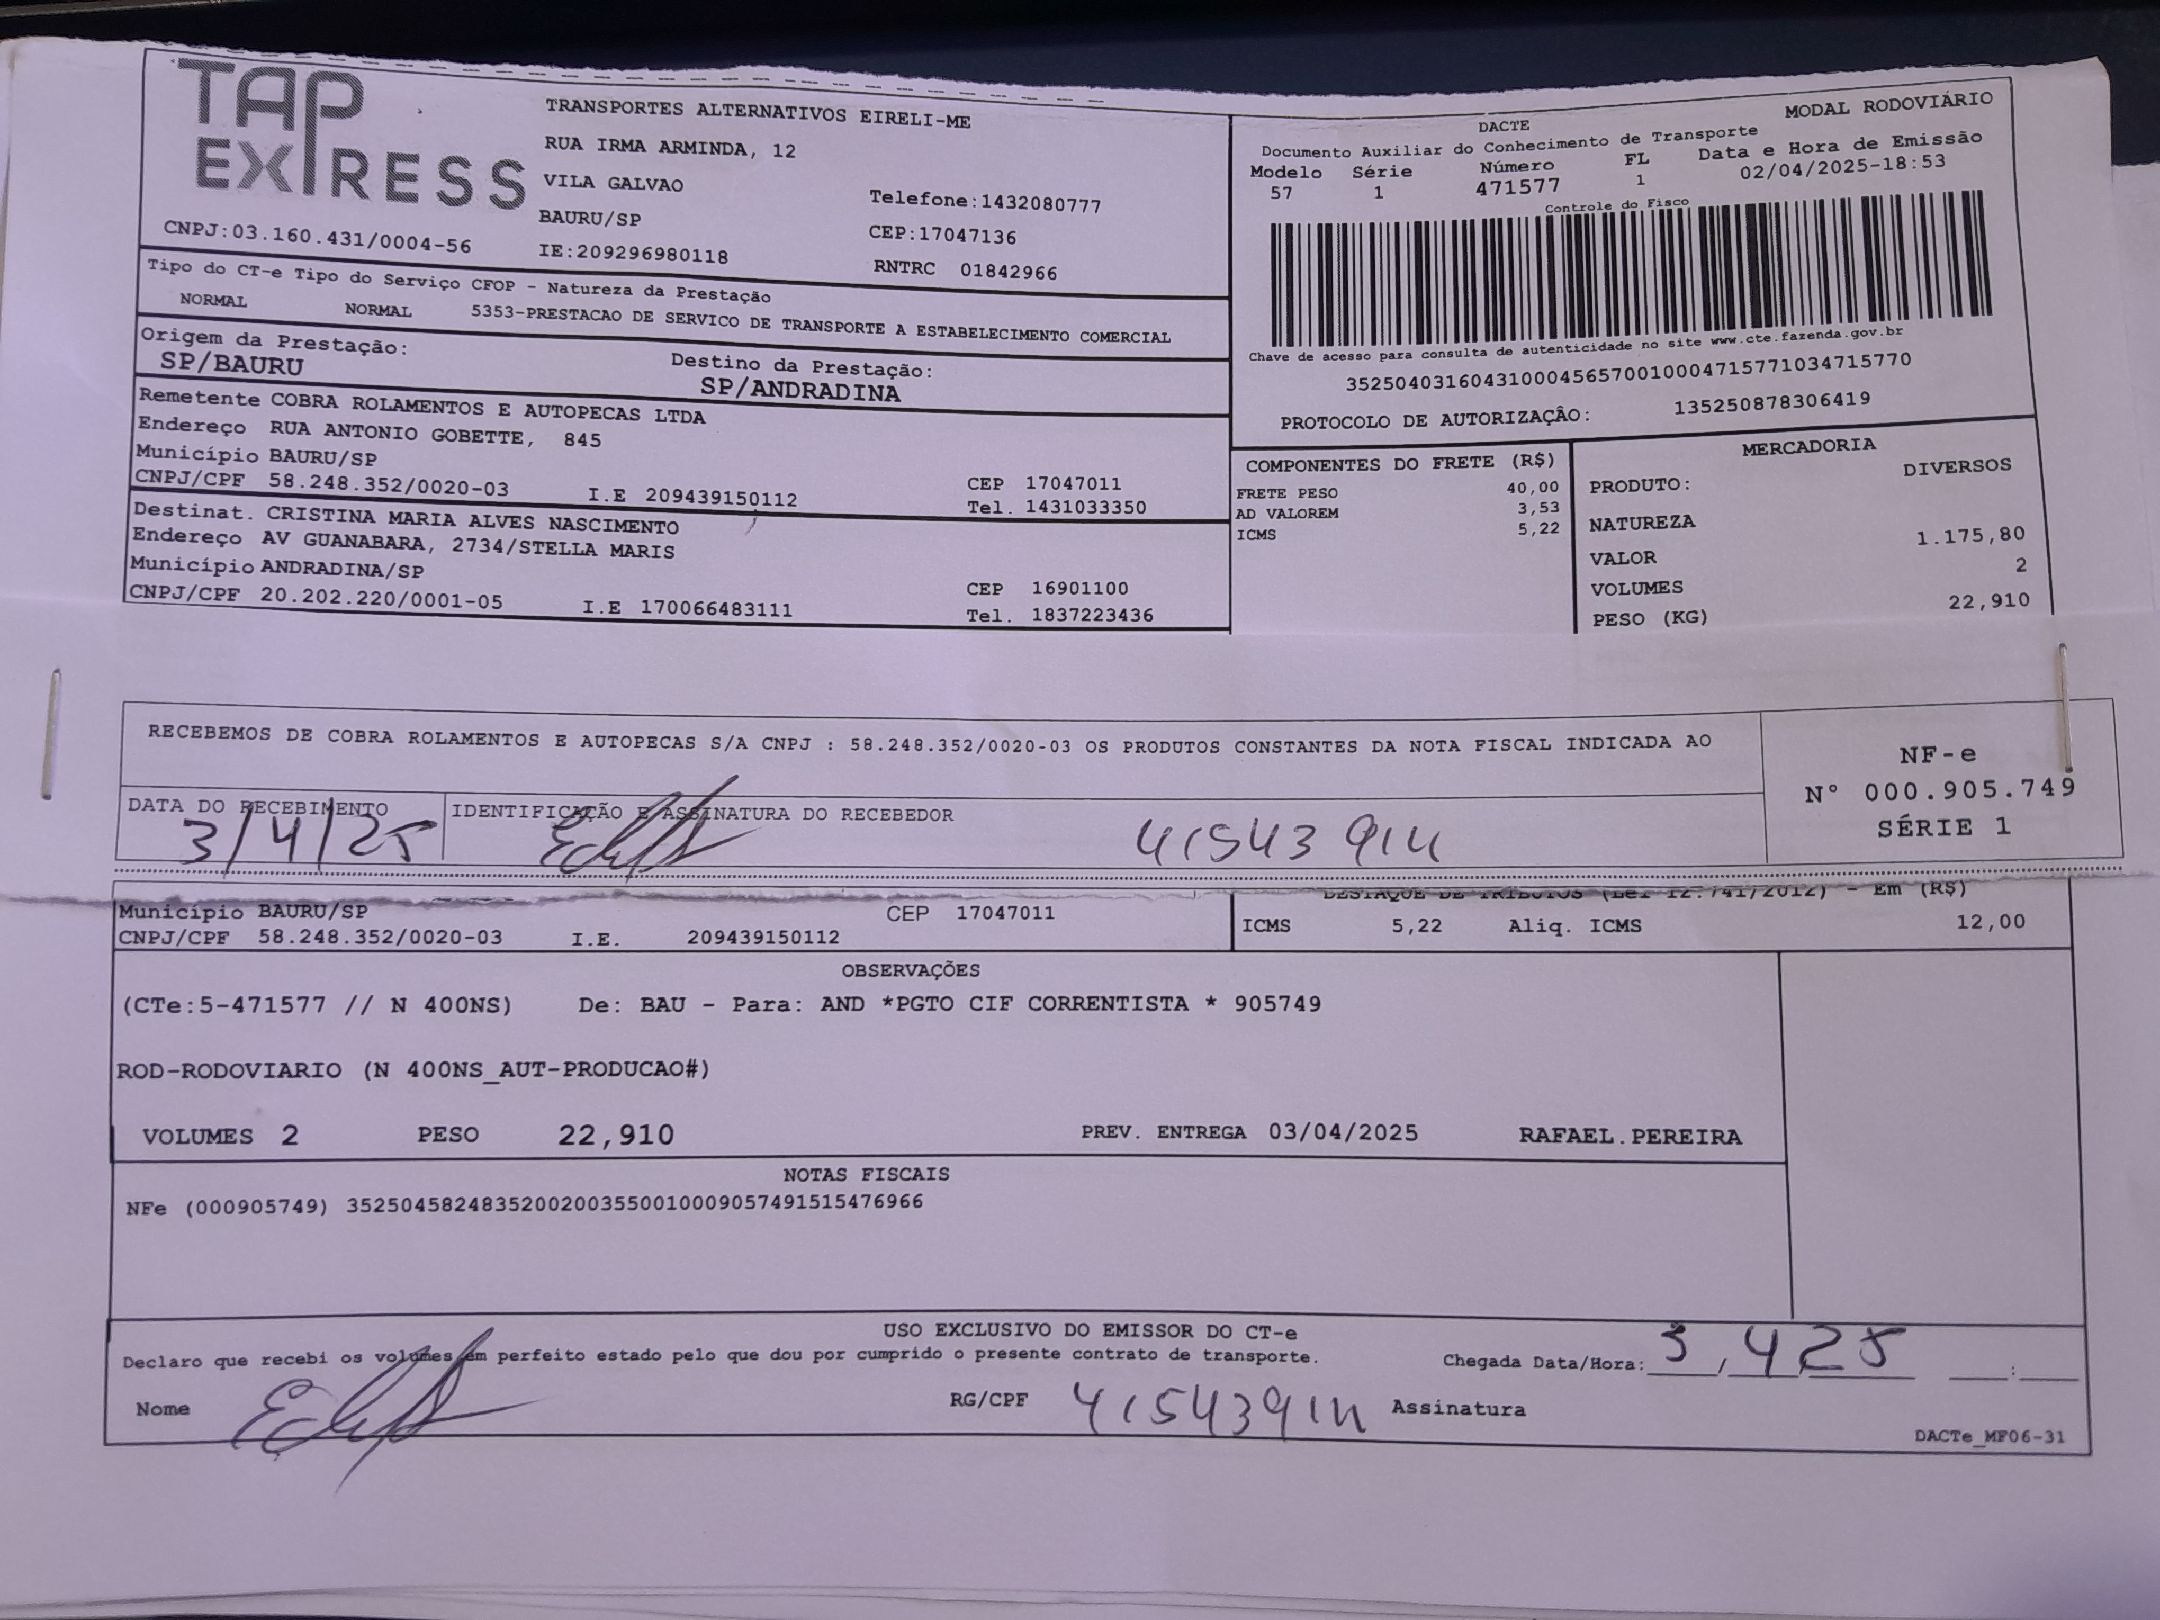 TAP
EXPRESS
TRANSPORTES ALTERNATIVOS EIRELI-ME
RUA IRMA ARMINDA, 12
VILA GALVAO
BAURU/SP
Telefone:1432080777
CEP:17047136
CNPJ:03.160.431/0004-56
IE:209296980118
RNTRC 01842966
MODAL RODOVIÁRIO
DACTE
Documento Auxiliar do Conhecimento de Transporte
Modelo Série Número FL Data e Hora de Emissão
57 1 471577 1 02/04/2025-18:53
Controle do Fisco
Chave de acesso para consulta de autenticidade no site www.cte.fazenda.gov.br
35250403160431000456570010004715771034715770
PROTOCOLO DE AUTORIZAÇÃO: 135250878306419
Tipo do CT-e Tipo do Serviço CFOP - Natureza da Prestação
NORMAL NORMAL 5353-PRESTACAO DE SERVICO DE TRANSPORTE A ESTABELECIMENTO COMERCIAL
Origem da Prestação: Destino da Prestação:
SP/BAURU SP/ANDRADINA
Remetente COBRA ROLAMENTOS E AUTOPECAS LTDA
Endereço RUA ANTONIO GOBETTE, 845
Município BAURU/SP CEP 17047011
CNPJ/CPF 58.248.352/0020-03 I.E 209439150112 Tel. 1431033350
Destinat. CRISTINA MARIA ALVES NASCIMENTO
Endereço AV GUANABARA, 2734/STELLA MARIS
Município ANDRADINA/SP CEP 16901100
CNPJ/CPF 20.202.220/0001-05 I.E 170066483111 Tel. 1837223436
COMPONENTES DO FRETE (R$)
FRETE PESO 40,00
AD VALOREM 3,53
ICMS 5,22
MERCADORIA
PRODUTO: DIVERSOS
NATUREZA
VALOR 1.175,80
VOLUMES 2
PESO (KG) 22,910
RECEBEMOS DE COBRA ROLAMENTOS E AUTOPECAS S/A CNPJ : 58.248.352/0020-03 OS PRODUTOS CONSTANTES DA NOTA FISCAL INDICADA AO
NF-e
N° 000.905.749
SÉRIE 1
DATA DO RECEBIMENTO IDENTIFICAÇÃO E ASSINATURA DO RECEBEDOR
3/4/25 41543914
DESTAQUE DE TRIBUTOS (Lei 12.741/2012) - Em (R$)
Município BAURU/SP CEP 17047011
CNPJ/CPF 58.248.352/0020-03 I.E. 209439150112
ICMS 5,22 Aliq. ICMS 12,00
OBSERVAÇÕES
(CTe:5-471577 // N 400NS) De: BAU - Para: AND *PGTO CIF CORRENTISTA * 905749
ROD-RODOVIARIO (N 400NS_AUT-PRODUCAO#)
VOLUMES 2 PESO 22,910 PREV. ENTREGA 03/04/2025 RAFAEL.PEREIRA
NOTAS FISCAIS
NFe (000905749) 35250458248352002003550010009057491515476966
USO EXCLUSIVO DO EMISSOR DO CT-e
Declaro que recebi os volumes em perfeito estado pelo que dou por cumprido o presente contrato de transporte. Chegada Data/Hora: 3,425
Nome RG/CPF 41543914 Assinatura
DACTe_MF06-31